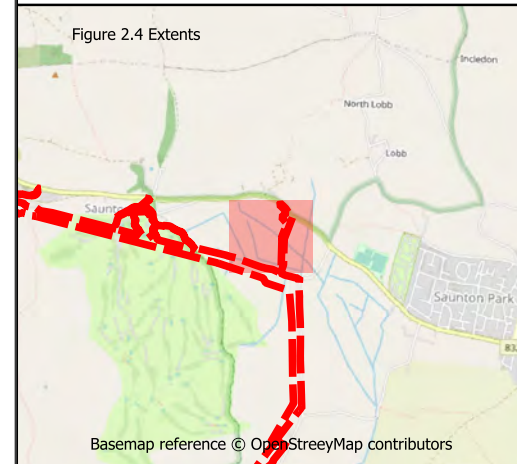 Figure 2.4 Extents
Incledon
North Lobb
Lobb
Saunton Park
Basemap reference © OpenStreeyMap contributors